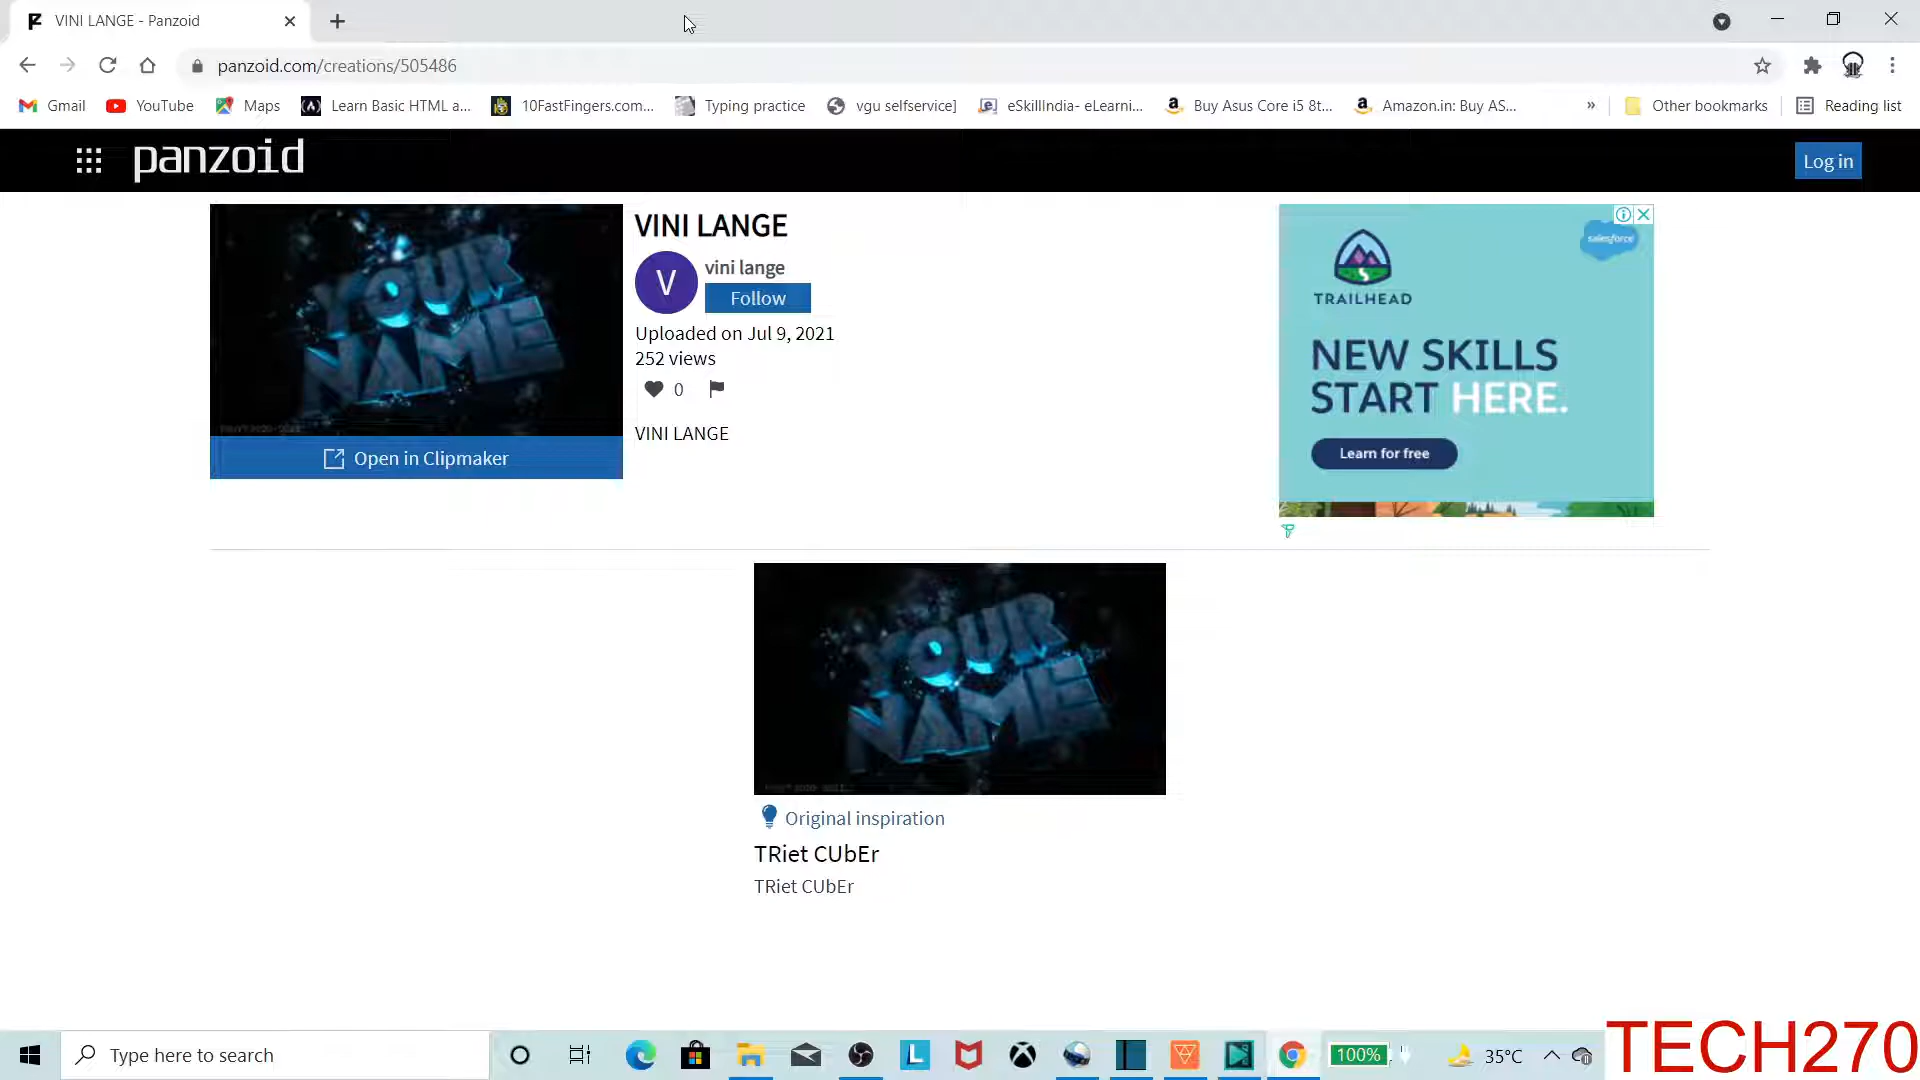 VINI LANGE - Panzoid
panzoid.com/creations/505486
Gmail YouTube Maps Learn Basic HTML a... 10FastFingers.com... Typing practice vgu selfservice] eSkillIndia- eLearni... Buy Asus Core i5 8t... Amazon.in: Buy AS... » Other bookmarks Reading list
panzoid
Log in
YOUR
NAME
Open in Clipmaker
VINI LANGE
V
vini lange
Follow
Uploaded on Jul 9, 2021
252 views
0
VINI LANGE
salesforce
TRAILHEAD
NEW SKILLS
START HERE.
Learn for free
YOUR
NAME
Original inspiration
TRiet CUbEr
TRiet CUbEr
Type here to search
L
100%
35°C
TECH270